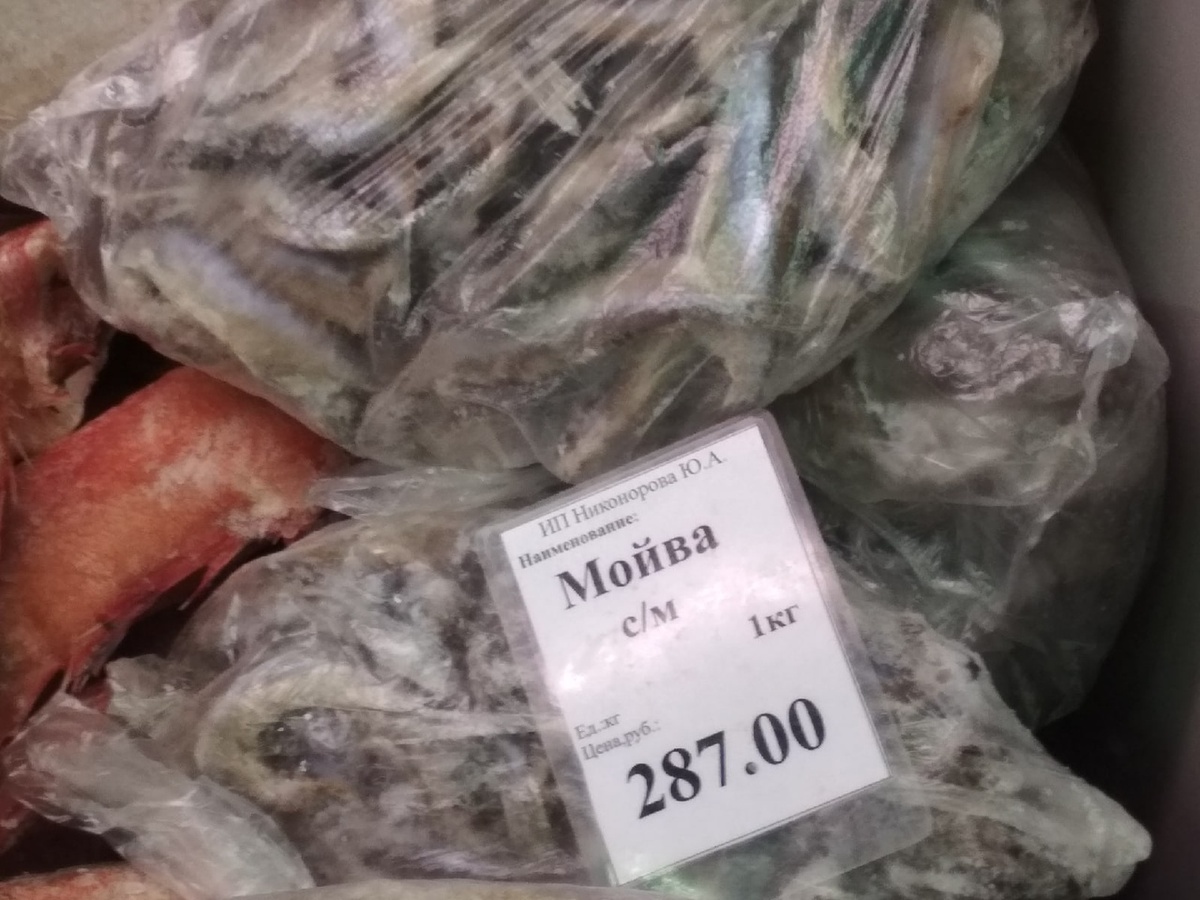 ИП Никонорова Ю.А.
Наименование:
Мойва
с/м 1кг
Ед.:кг
Цена,руб.:
287.00